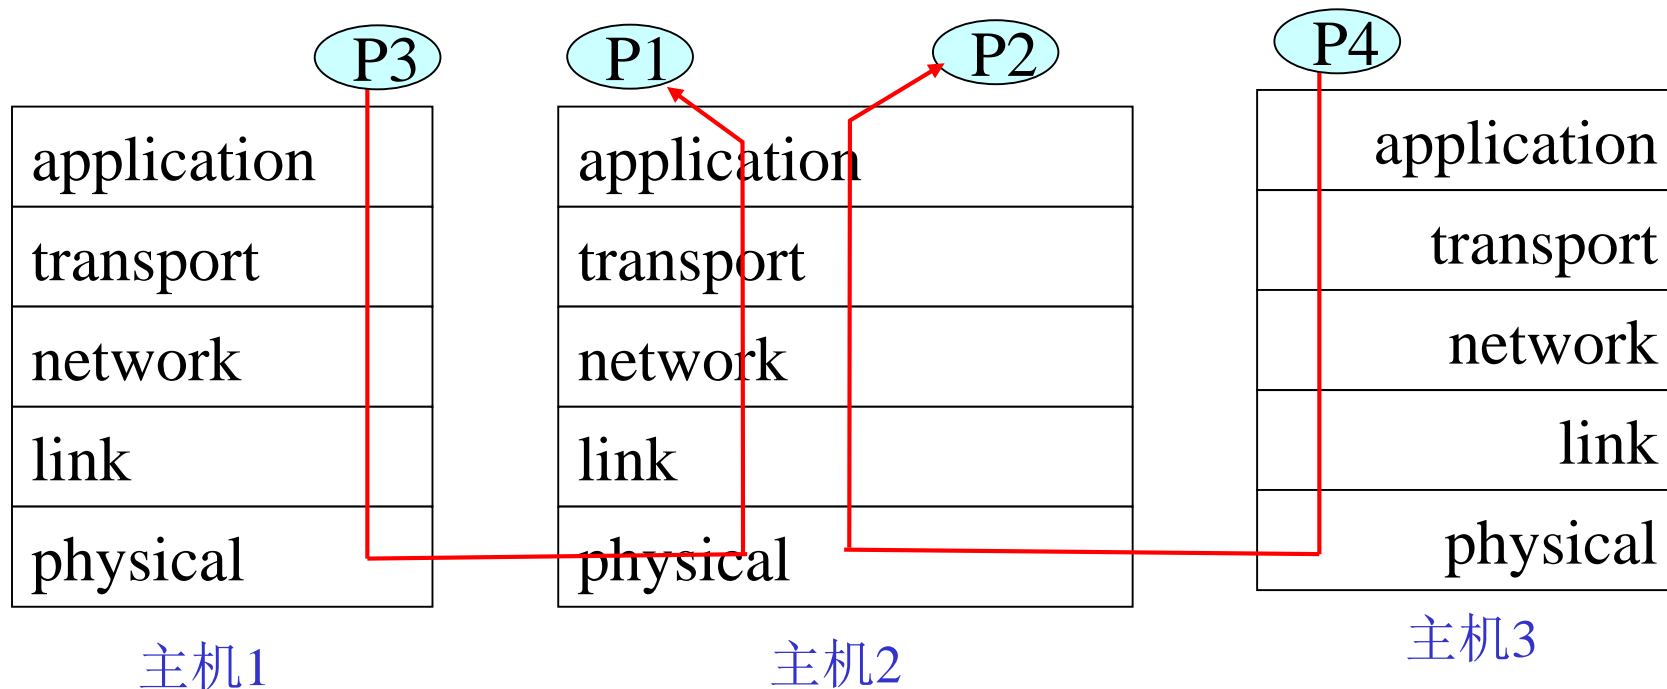 P3
P1
P2
P4
application
transport
network
link
physical
主机1
application
transport
network
link
physical
主机2
application
transport
network
link
physical
主机3